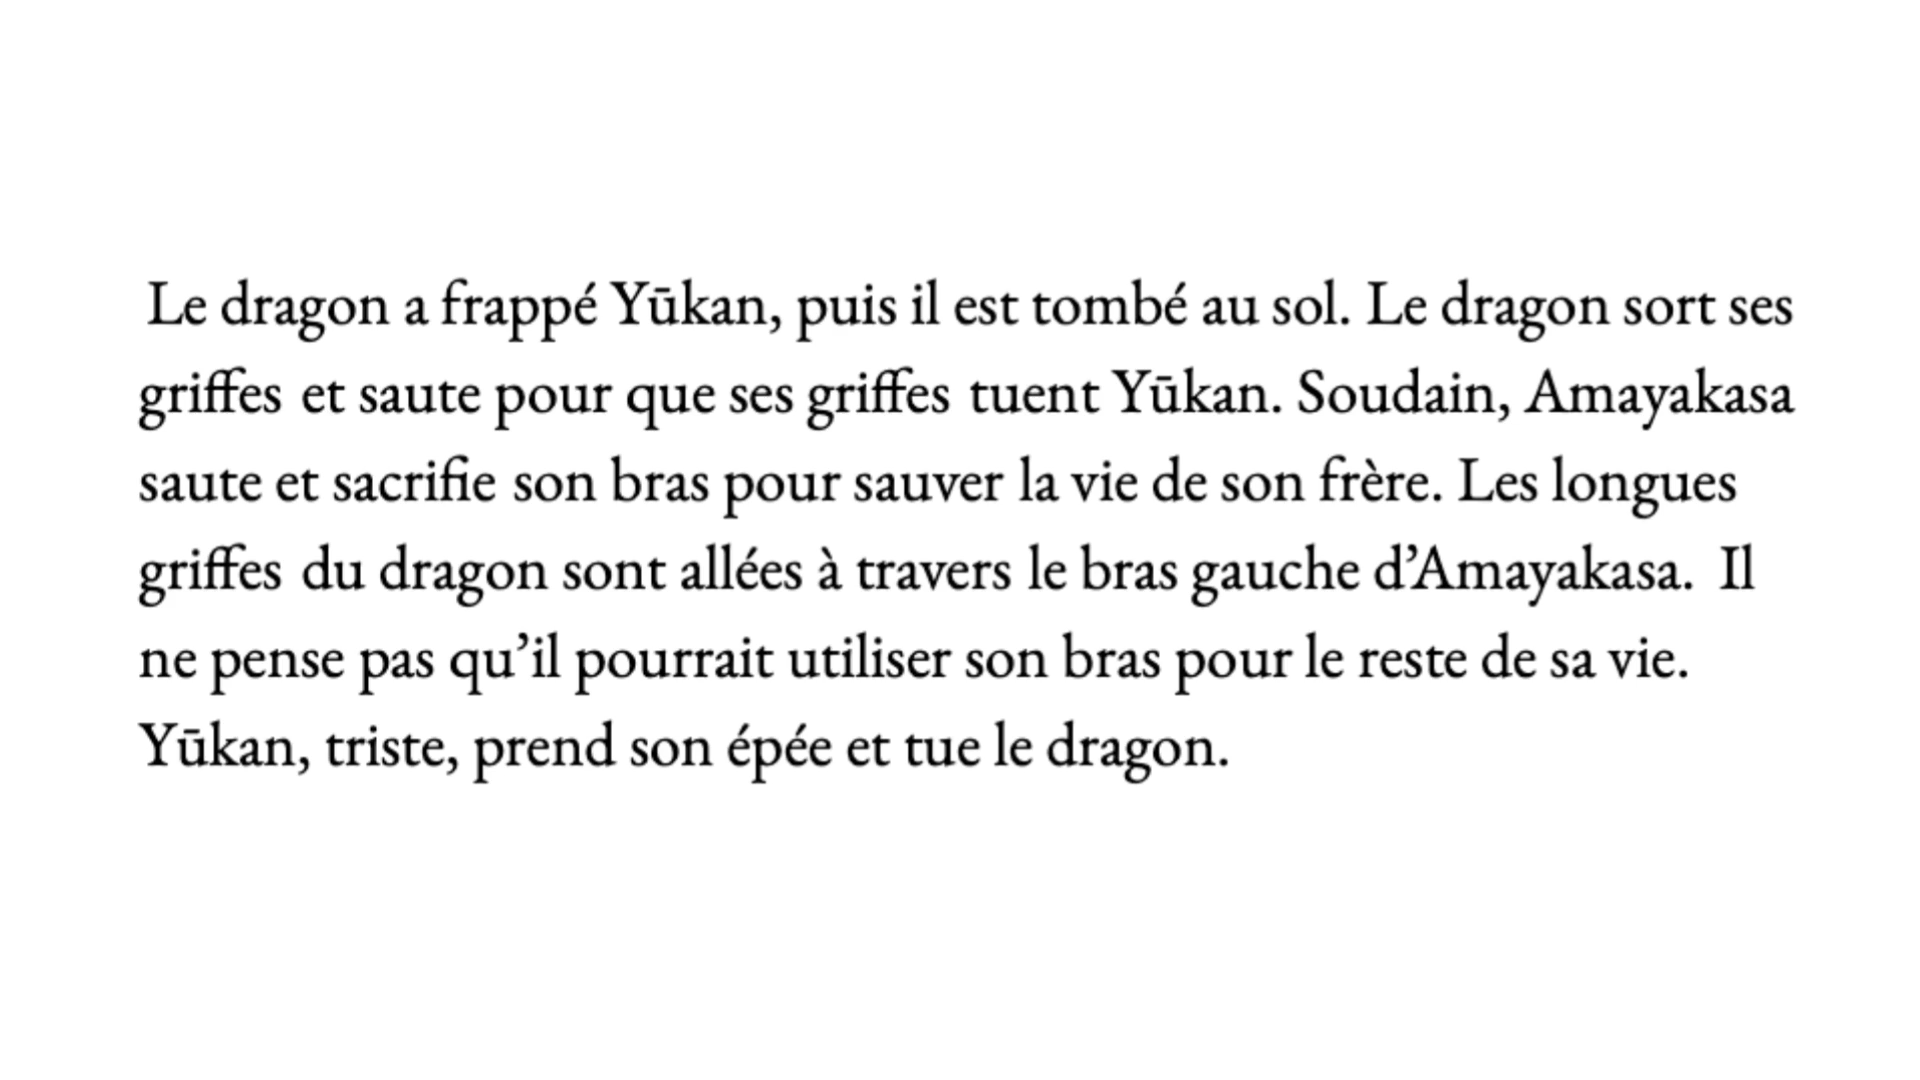 Le dragon a frappé Yūkan, puis il est tombé au sol. Le dragon sort ses
griffes et saute pour que ses griffes tuent Yūkan. Soudain, Amayakasa
saute et sacrifie son bras pour sauver la vie de son frère. Les longues
griffes du dragon sont allées à travers le bras gauche d’Amayakasa.  Il
ne pense pas qu’il pourrait utiliser son bras pour le reste de sa vie.
Yūkan, triste, prend son épée et tue le dragon.